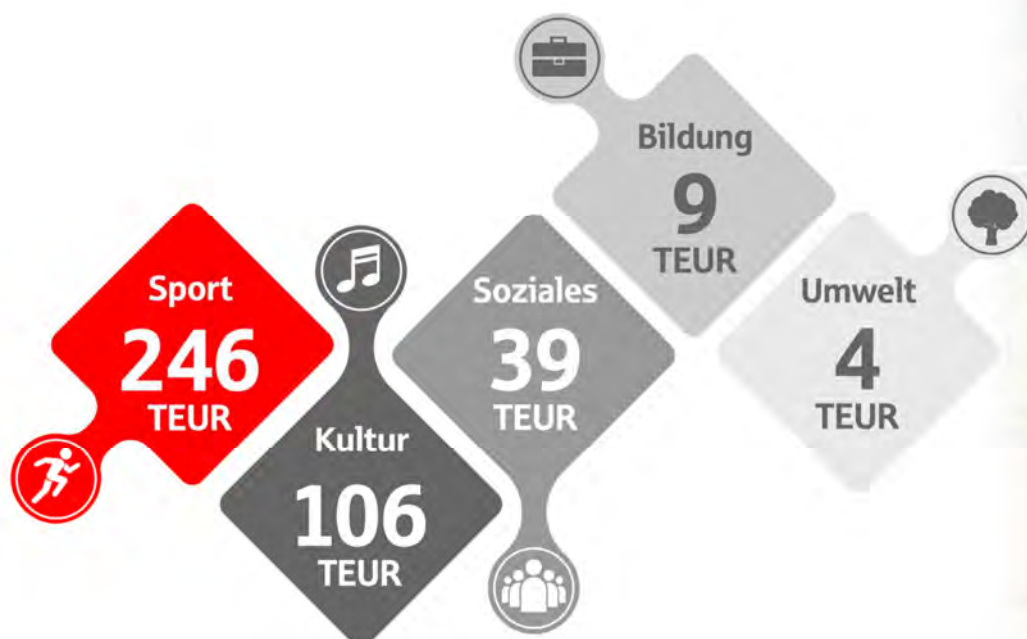 Sport
246
TEUR
Kultur
106
TEUR
Soziales
39
TEUR
Bildung
9
TEUR
Umwelt
4
TEUR